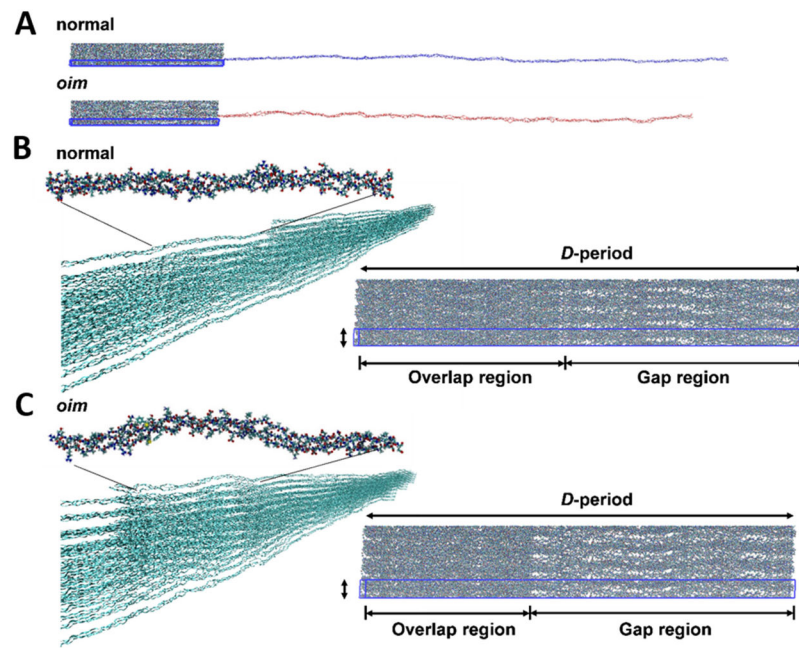 A
normal
oim
B
normal
D-period
Overlap region
Gap region
C
oim
D-period
Overlap region
Gap region